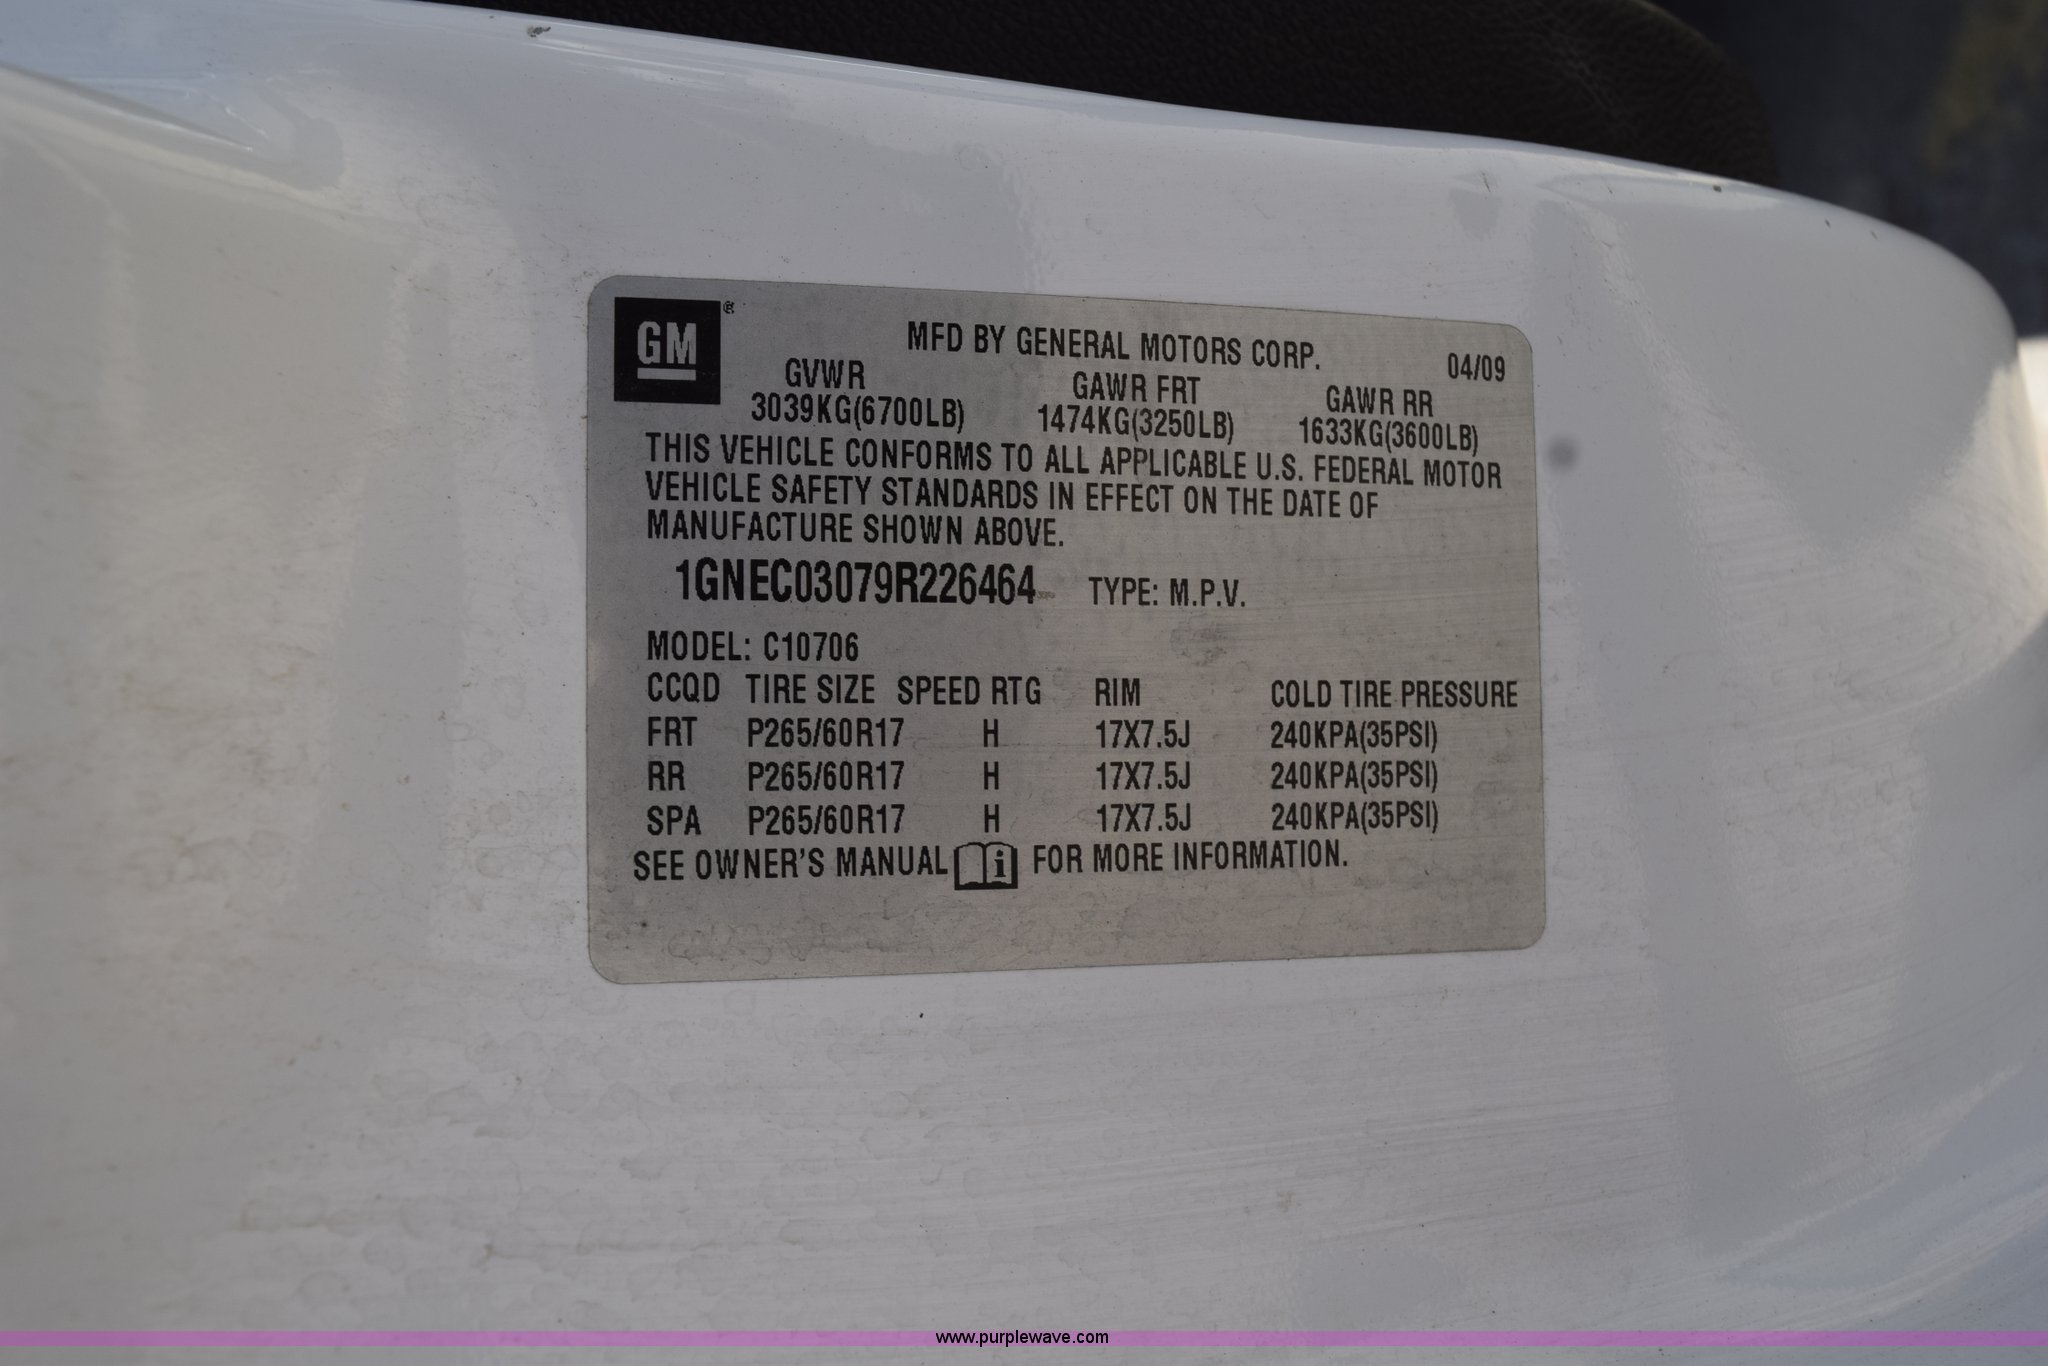 GM®
MFD BY GENERAL MOTORS CORP. 04/09
GVWR GAWR FRT GAWR RR
3039KG(6700LB) 1474KG(3250LB) 1633KG(3600LB)
THIS VEHICLE CONFORMS TO ALL APPLICABLE U.S. FEDERAL MOTOR
VEHICLE SAFETY STANDARDS IN EFFECT ON THE DATE OF
MANUFACTURE SHOWN ABOVE.
1GNEC03079R226464 TYPE: M.P.V.
MODEL: C10706
CCQD TIRE SIZE SPEED RTG RIM COLD TIRE PRESSURE
FRT P265/60R17 H 17X7.5J 240KPA(35PSI)
RR P265/60R17 H 17X7.5J 240KPA(35PSI)
SPA P265/60R17 H 17X7.5J 240KPA(35PSI)
SEE OWNER'S MANUAL i FOR MORE INFORMATION.
www.purplewave.com